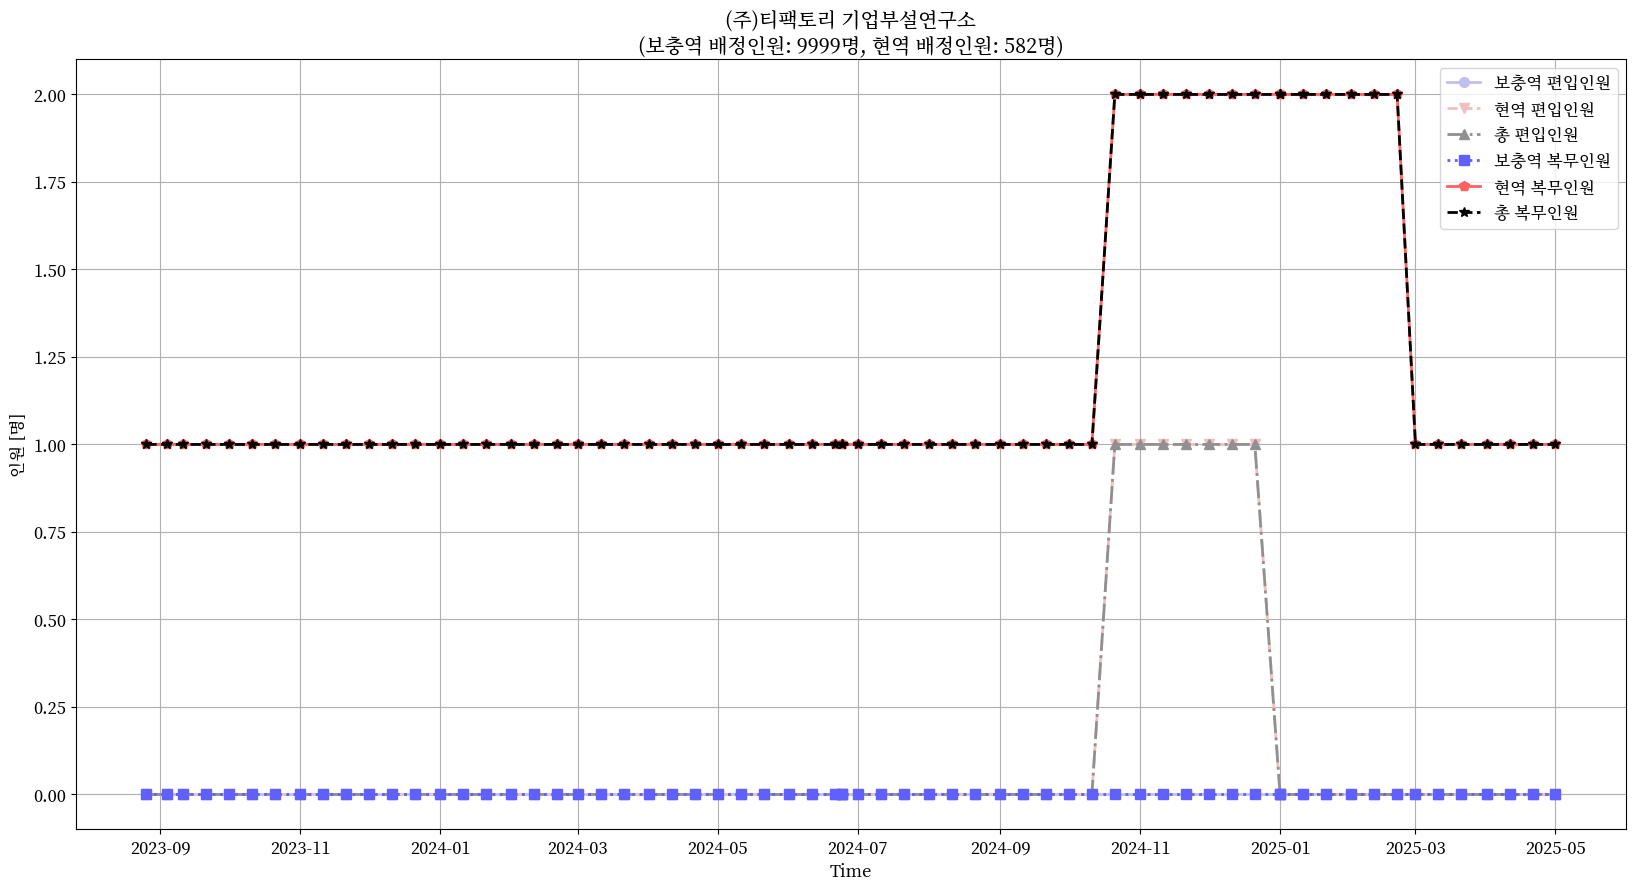 (주)티팩토리 기업부설연구소
(보충역 배정인원: 9999명, 현역 배정인원: 582명)
보충역 편입인원
현역 편입인원
총 편입인원
보충역 복무인원
현역 복무인원
총 복무인원
인원 [명]
2.00
1.75
1.50
1.25
1.00
0.75
0.50
0.25
0.00
2023-09
2023-11
2024-01
2024-03
2024-05
2024-07
2024-09
2024-11
2025-01
2025-03
2025-05
Time